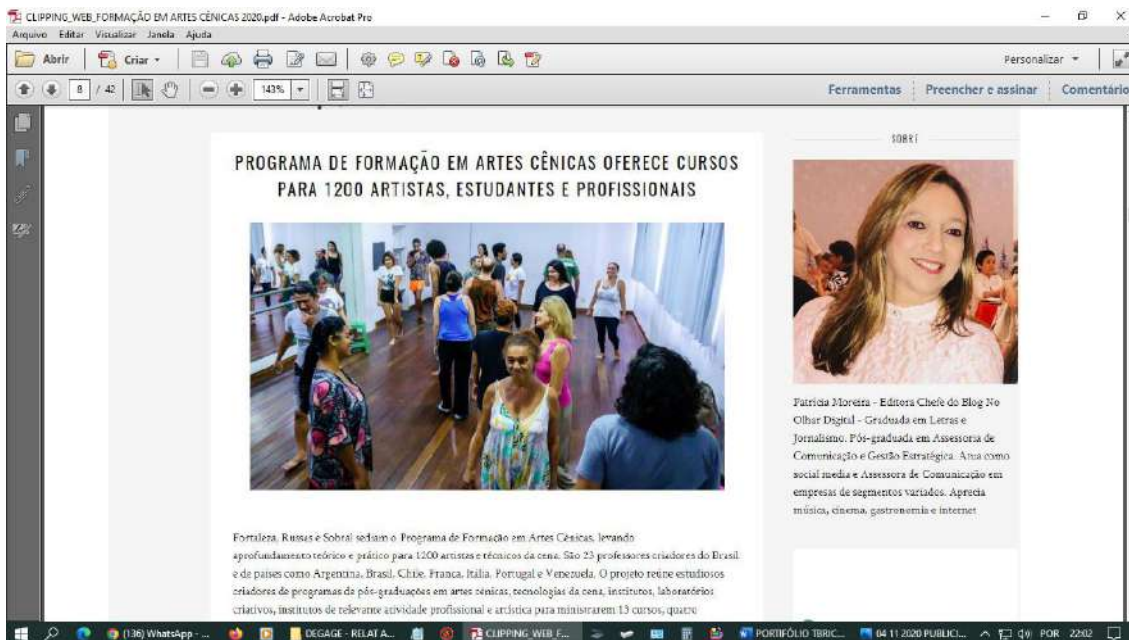 CLIPPING_WEB_FORMAÇÃO EM ARTES CÊNICAS 2020.pdf - Adobe Acrobat Pro
Arquivo Editar Visualizar Janela Ajuda
Abrir Criar Personalizar
8 / 42 143% Ferramentas Preencher e assinar Comentário
SOBRE
PROGRAMA DE FORMAÇÃO EM ARTES CÊNICAS OFERECE CURSOS
PARA 1200 ARTISTAS, ESTUDANTES E PROFISSIONAIS
Patricia Moreira - Editora Chefe do Blog No
Olhar Digital - Graduada em Letras e
Jornalismo. Pós-graduada em Assessoria de
Comunicação e Gestão Estratégica. Atua como
social media e Assessora de Comunicação em
empresas de segmentos variados. Aprecia
música, cinema, gastronomia e internet
Fortaleza, Russas e Sobral sediam o Programa de Formação em Artes Cênicas, levando
aprofundamento teórico e prático para 1200 artistas e técnicos da cena. São 23 professores criadores do Brasil
e de países como Argentina, Brasil, Chile, Franca, Itália, Portugal e Venezuela. O projeto reúne estudiosos
criadores de programas da pós-graduações em artes cênicas, tecnologias da cena, institutos, laboratórios
criativos, institutos de relevante atividade profissional e artística para ministrarem 13 cursos, quatro
(136) WhatsApp - ... DEGAGE - RELAT A... CLIPPING_WEB_F... PORTIFÓLIO TBRIC... 04 11 2020 PUBLICI... POR 22:02